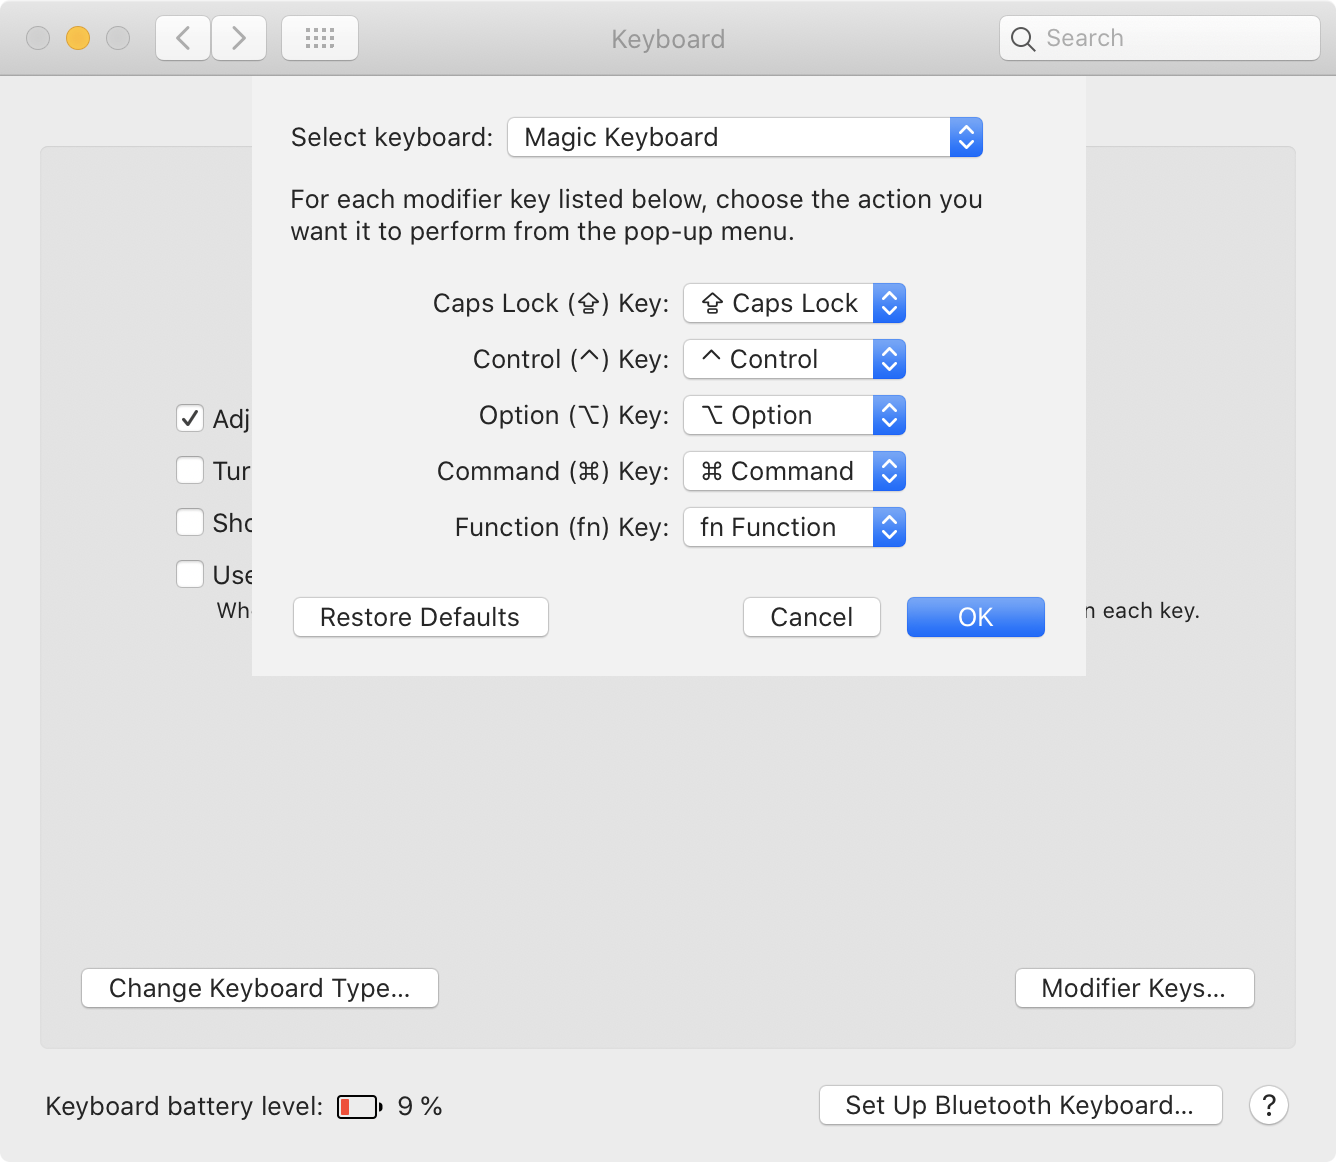 Keyboard
Search
Select keyboard: Magic Keyboard
For each modifier key listed below, choose the action you
want it to perform from the pop-up menu.
Caps Lock (⇪) Key: ⇪ Caps Lock
Control (^) Key: ^ Control
Option (⌥) Key: ⌥ Option
Command (⌘) Key: ⌘ Command
Function (fn) Key: fn Function
Adj
Tur
Sho
Use
Wh
n each key.
Restore Defaults
Cancel
OK
Change Keyboard Type...
Modifier Keys...
Keyboard battery level: 9 %
Set Up Bluetooth Keyboard...
?